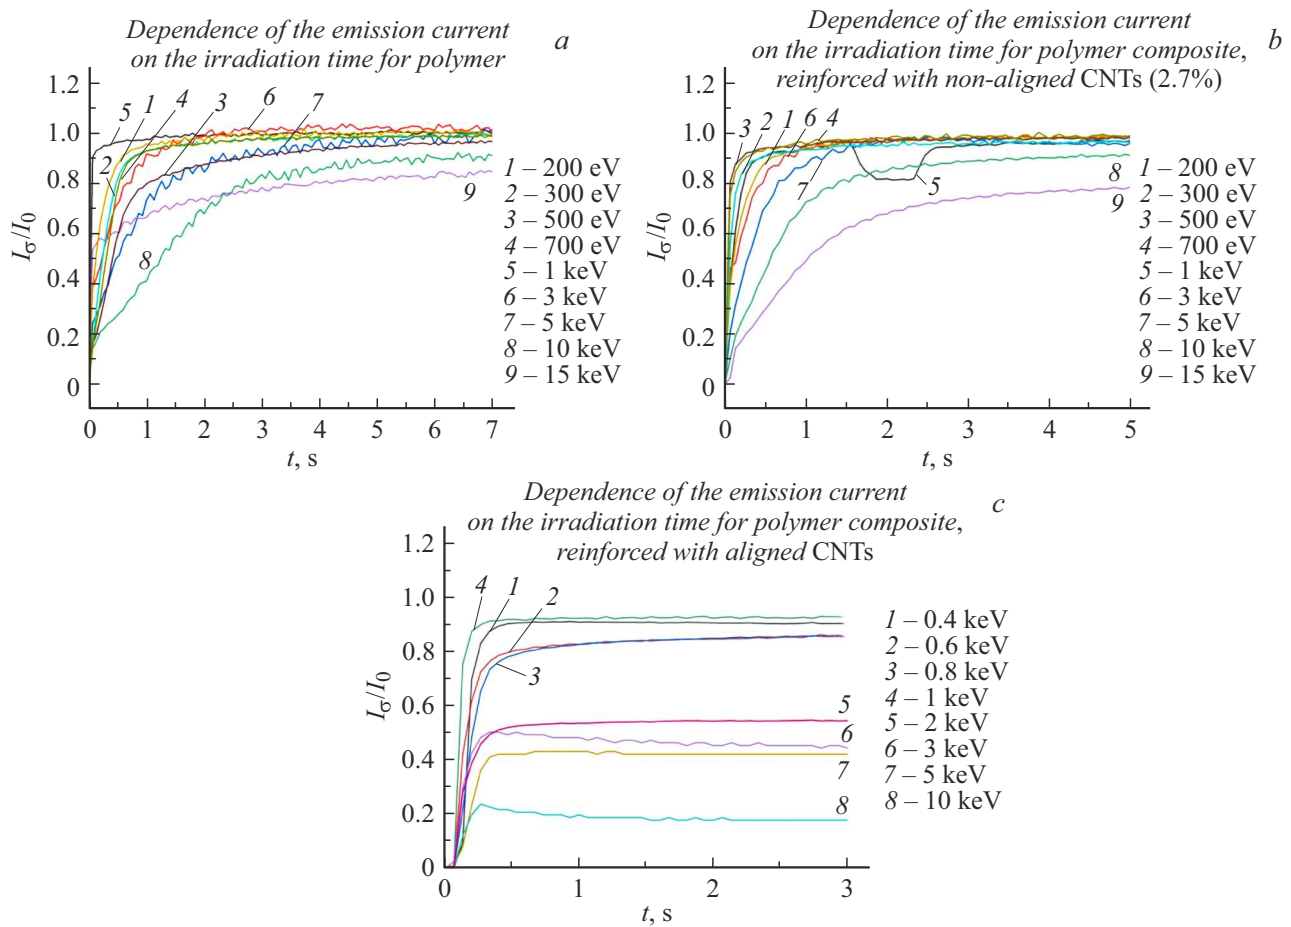 Dependence of the emission current
on the irradiation time for polymer
a
1.2
1.0
0.8
0.6
0.4
0.2
0
Iσ/I0
5 1 4 3 6 7
2
8
9
1 – 200 eV
2 – 300 eV
3 – 500 eV
4 – 700 eV
5 – 1 keV
6 – 3 keV
7 – 5 keV
8 – 10 keV
9 – 15 keV
0 1 2 3 4 5 6 7
t, s
Dependence of the emission current
on the irradiation time for polymer composite,
reinforced with non-aligned CNTs (2.7%)
b
1.2
1.0
0.8
0.6
0.4
0.2
0
Iσ/I0
3 2 1 6 4
7
5
8
9
1 – 200 eV
2 – 300 eV
3 – 500 eV
4 – 700 eV
5 – 1 keV
6 – 3 keV
7 – 5 keV
8 – 10 keV
9 – 15 keV
0 1 2 3 4 5
t, s
Dependence of the emission current
on the irradiation time for polymer composite,
reinforced with aligned CNTs
c
1.2
1.0
0.8
0.6
0.4
0.2
0
Iσ/I0
4 1 2
3
5
6
7
8
1 – 0.4 keV
2 – 0.6 keV
3 – 0.8 keV
4 – 1 keV
5 – 2 keV
6 – 3 keV
7 – 5 keV
8 – 10 keV
0 1 2 3
t, s